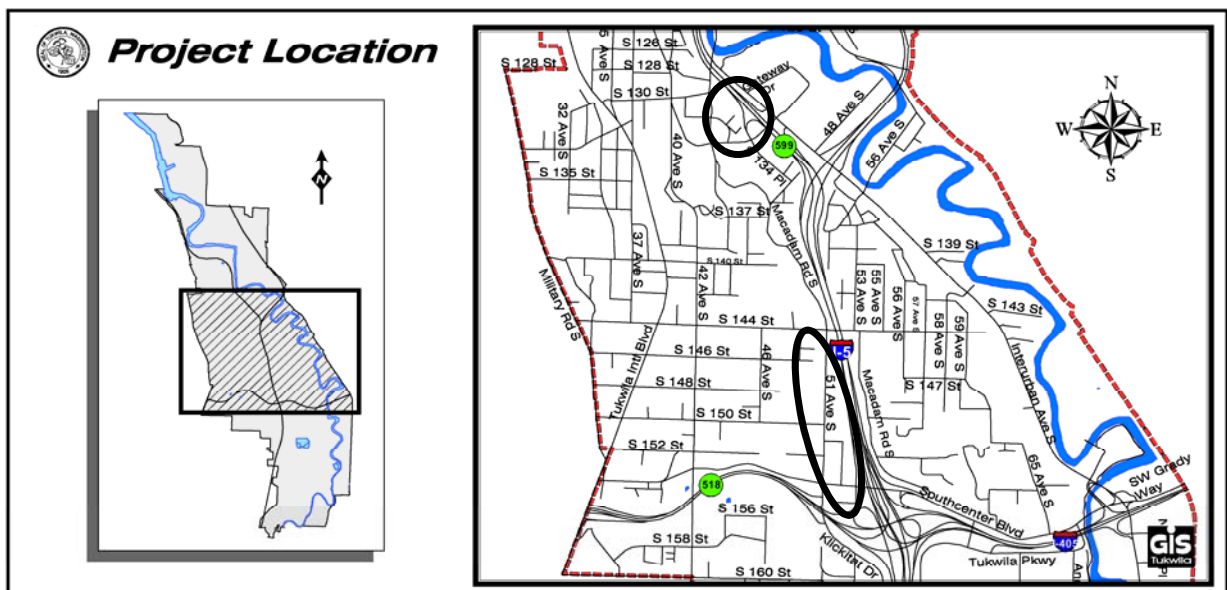 Project Location
N
S 126 St
S 128 St
S 128 St
S 130 St
Gateway Dr
32 Ave S
40 Ave S
48 Ave S
56 Ave S
599
S 134 Pl
S 135 St
S 137 St
Macadam Rd S
S 139 St
37 Ave S
S 140 St
42 Ave S
Military Rd S
53 Ave S
55 Ave S
56 Ave S
57 Ave S
58 Ave S
59 Ave S
S 143 St
S 144 St
Tukwila Intl Blvd
S 146 St
46 Ave S
I-5
Macadam Rd S
S 147 St
Interurban Ave S
S 148 St
51 Ave S
S 150 St
S 152 St
65 Ave S
SW Grady Way
518
Southcenter Blvd
S 156 St
S 158 St
Klickitat Dr
Tukwila Pkwy
S 160 St
N
W
E
S
GIS
Tukwila